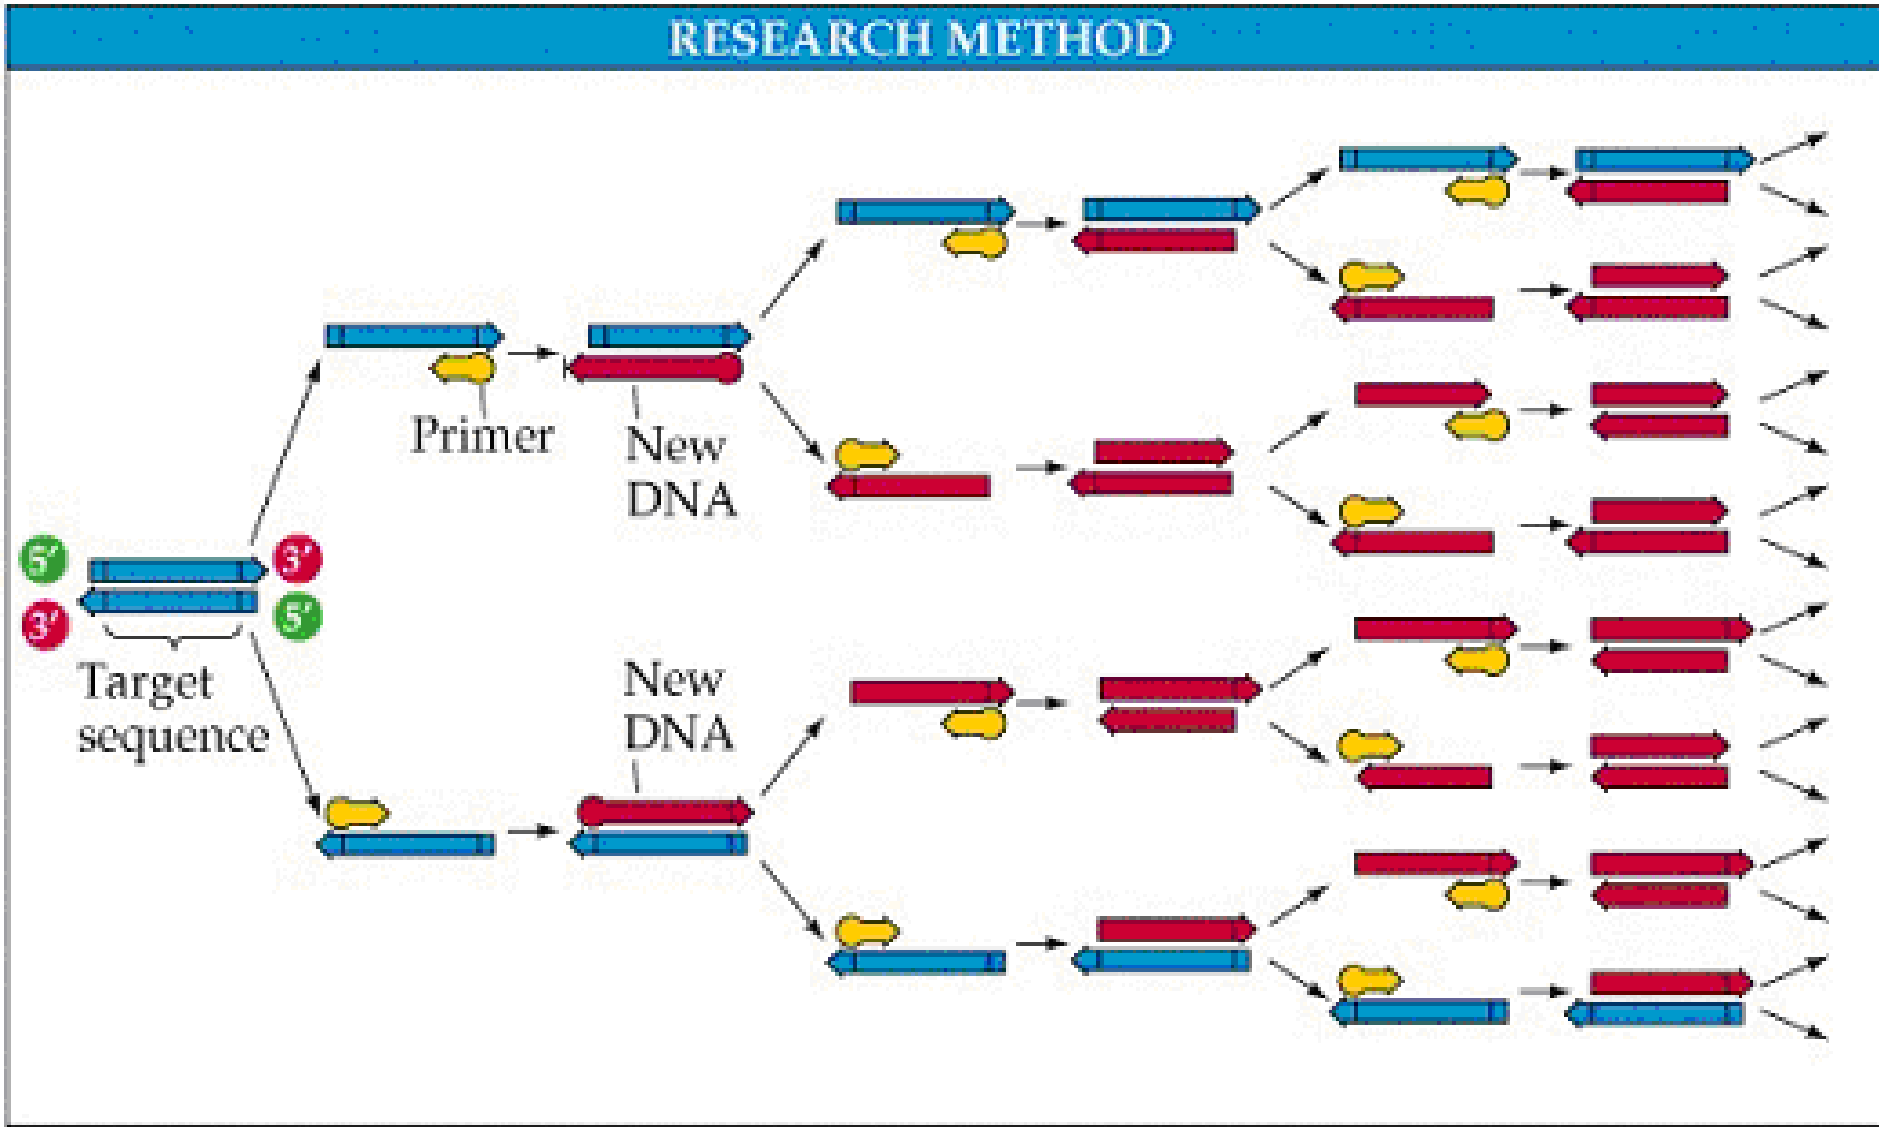 RESEARCH METHOD
Primer
New
DNA
5′
3′
3′
5′
Target
sequence
New
DNA